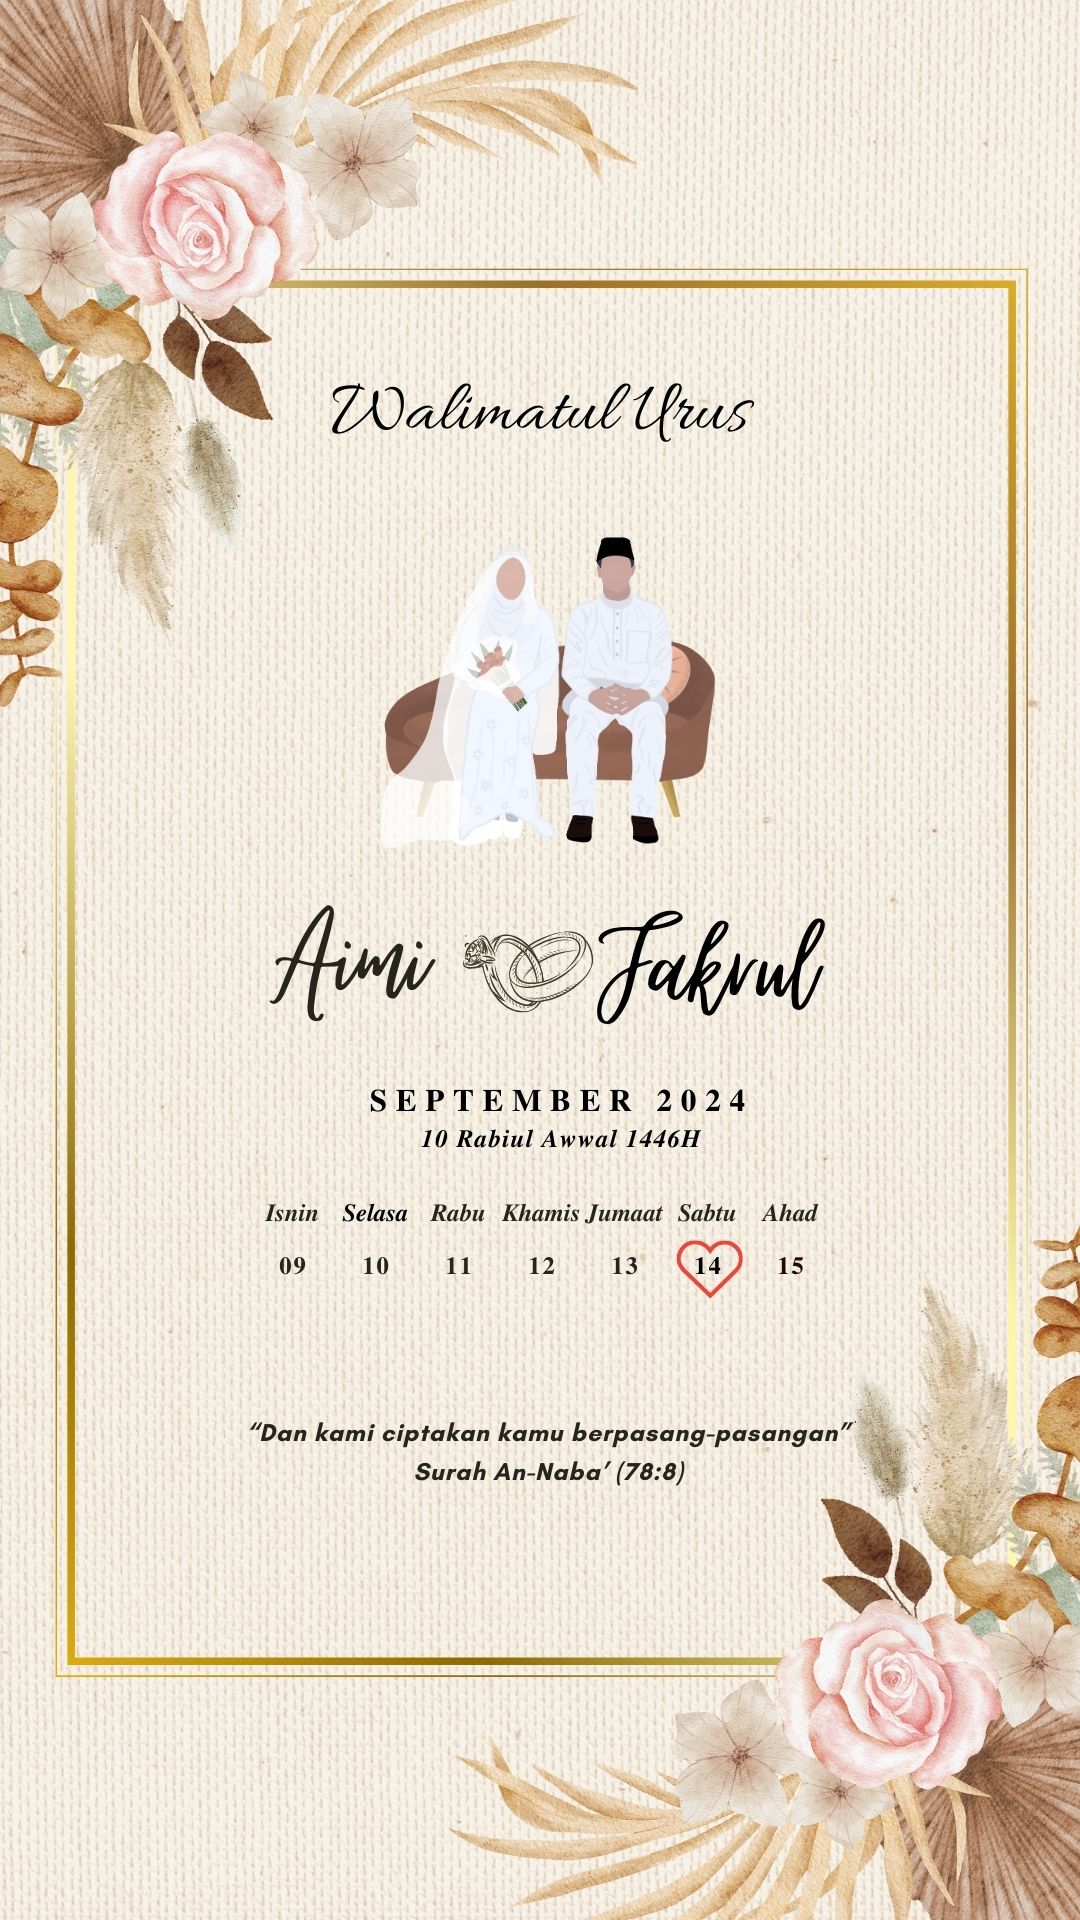 Walimatul Urus
Aimi Fakrul
SEPTEMBER 2024
10 Rabiul Awwal 1446H
Isnin Selasa Rabu Khamis Jumaat Sabtu Ahad
09 10 11 12 13 14 15
“Dan kami ciptakan kamu berpasang-pasangan”
Surah An-Naba’ (78:8)